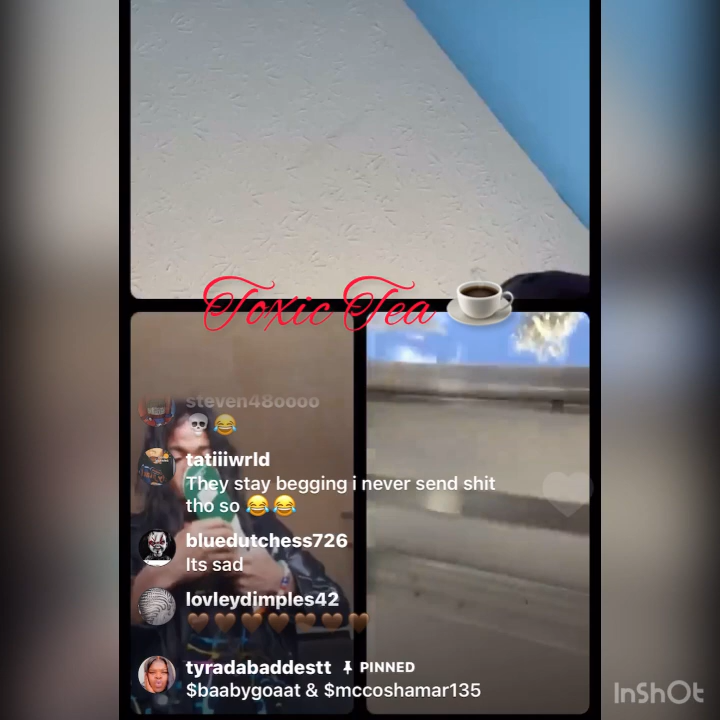 Toxic Tea ☕
steven48oooo
💀😂
tatiiiwrld
They stay begging i never send shit
tho so 😂😂
bluedutchess726
Its sad
lovleydimples42
🤎🤎🤎🤎🤎🤎🤎
tyradabaddestt 📌 PINNED
$baabygoaat & $mccoshamar135
InShOt